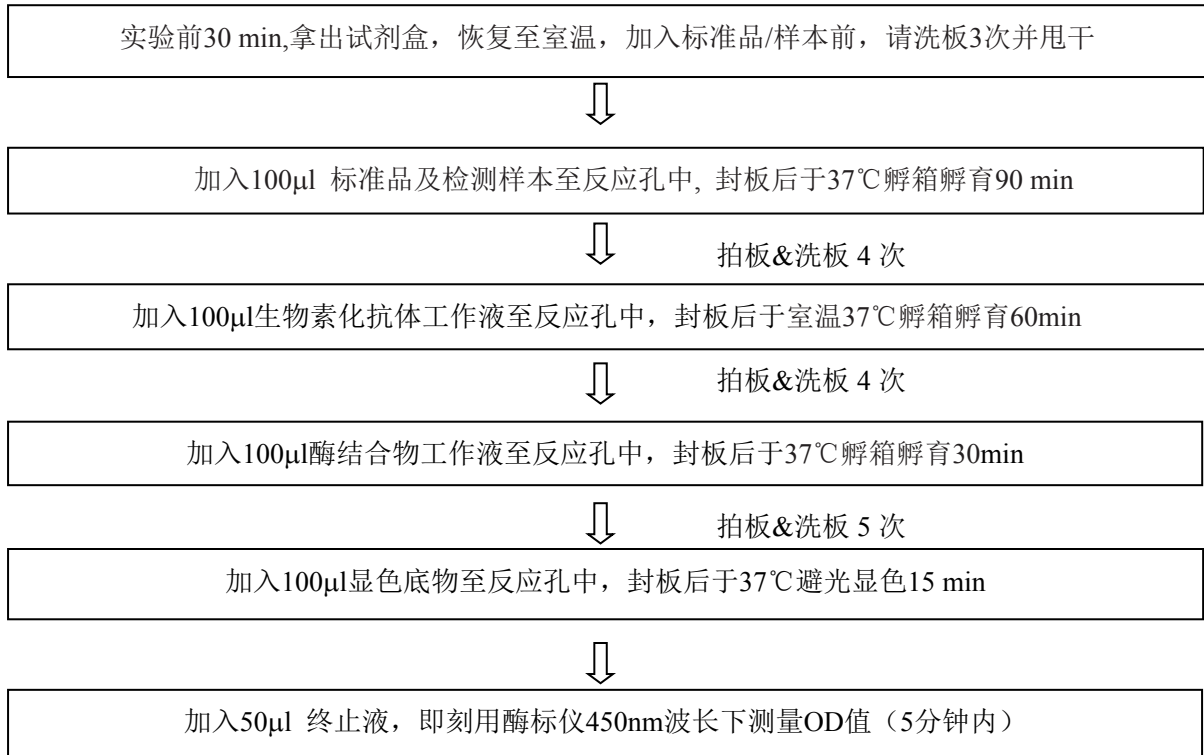 实验前30 min,拿出试剂盒，恢复至室温，加入标准品/样本前，请洗板3次并甩干
加入100μl 标准品及检测样本至反应孔中, 封板后于37℃孵箱孵育90 min
拍板&洗板 4 次
加入100μl生物素化抗体工作液至反应孔中，封板后于室温37℃孵箱孵育60min
拍板&洗板 4 次
加入100μl酶结合物工作液至反应孔中，封板后于37℃孵箱孵育30min
拍板&洗板 5 次
加入100μl显色底物至反应孔中，封板后于37℃避光显色15 min
加入50μl 终止液，即刻用酶标仪450nm波长下测量OD值（5分钟内）